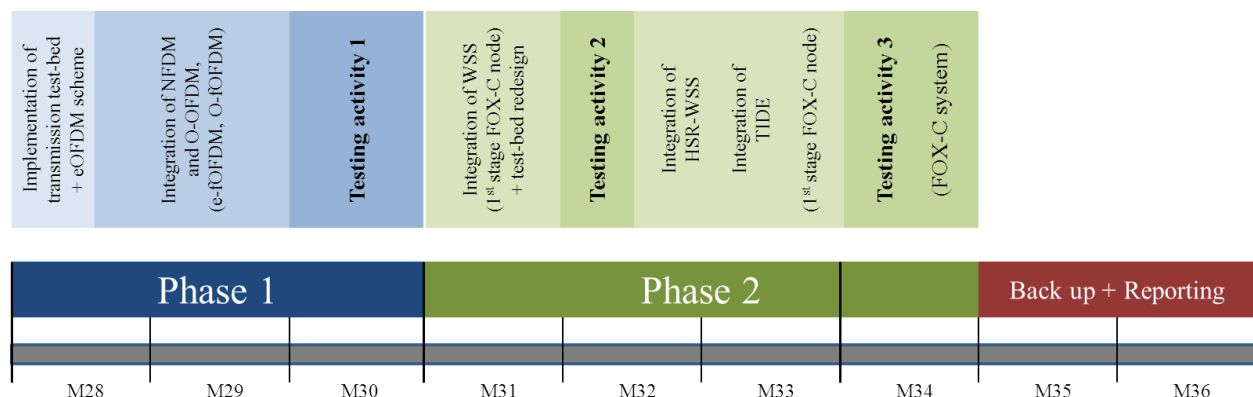 Implementation of
transmission test-bed
+ eOFDM scheme
Integration of NFDM
and O-OFDM,
(e-fOFDM, O-fOFDM)
Testing activity 1
Integration of WSS
(1st stage FOX-C node)
+ test-bed redesign
Testing activity 2
Integration of
HSR-WSS
Integration of
TIDE
(1st stage FOX-C node)
Testing activity 3
(FOX-C system)
Phase 1
Phase 2
Back up + Reporting
M28
M29
M30
M31
M32
M33
M34
M35
M36